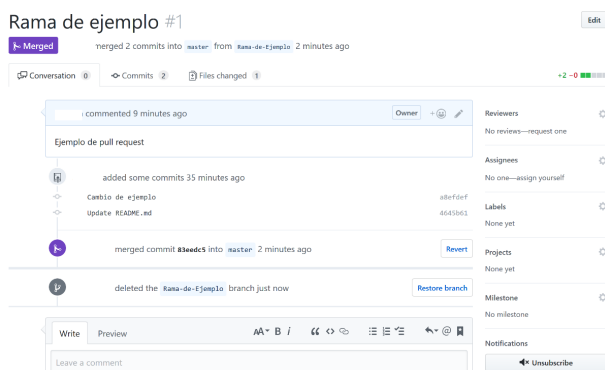 Rama de ejemplo #1
Edit
Merged
merged 2 commits into master from Rama-de-Ejemplo 2 minutes ago
Conversation 0
Commits 2
Files changed 1
+2 −0
commented 9 minutes ago
Owner
Ejemplo de pull request
added some commits 35 minutes ago
Cambio de ejemplo a8efdef
Update README.md 4645b61
merged commit 83eedc5 into master 2 minutes ago
Revert
deleted the Rama-de-Ejemplo branch just now
Restore branch
Write
Preview
AA B i
Leave a comment
Reviewers
No reviews—request one
Assignees
No one—assign yourself
Labels
None yet
Projects
None yet
Milestone
No milestone
Notifications
Unsubscribe